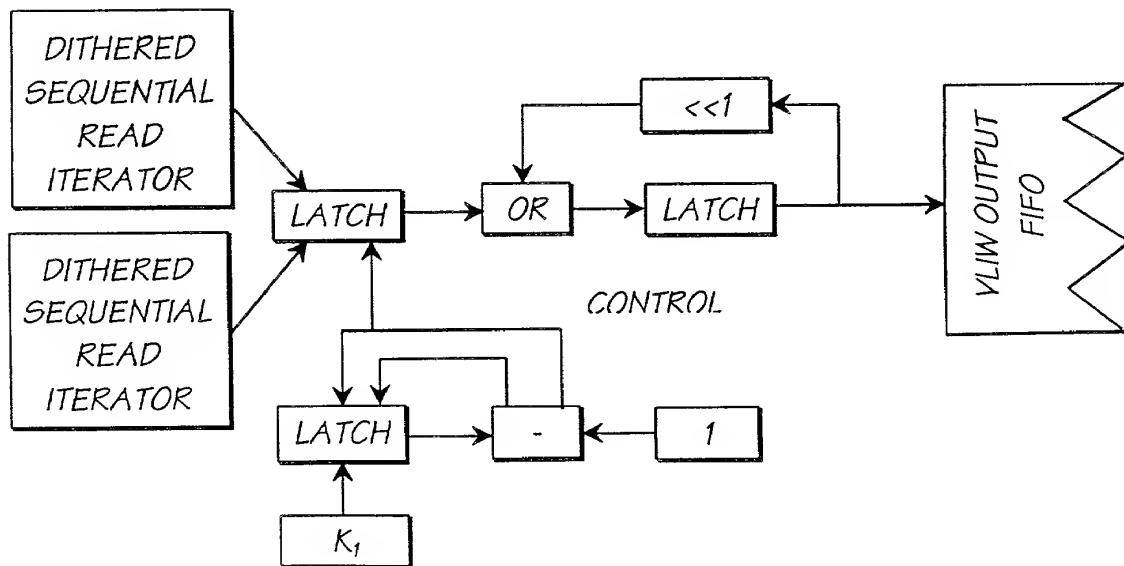 DITHERED
SEQUENTIAL
READ
ITERATOR
<<1
LATCH
OR
LATCH
VLIW OUTPUT
FIFO
DITHERED
SEQUENTIAL
READ
ITERATOR
CONTROL
LATCH
-
1
K₁